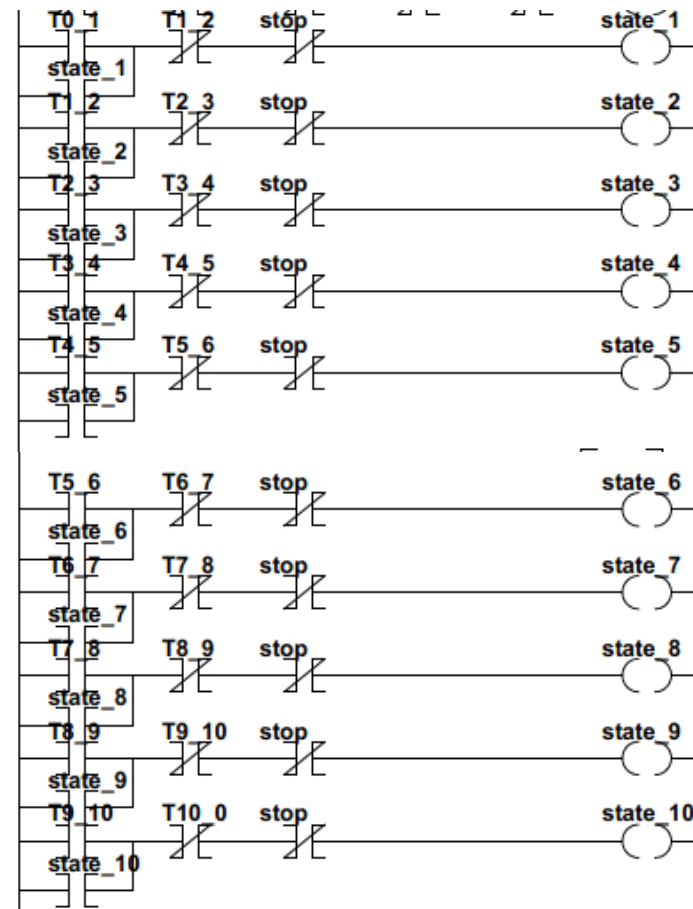 T0_1 T1_2 stop state_1
state_1
T1_2 T2_3 stop state_2
state_2
T2_3 T3_4 stop state_3
state_3
T3_4 T4_5 stop state_4
state_4
T4_5 T5_6 stop state_5
state_5
T5_6 T6_7 stop state_6
state_6
T6_7 T7_8 stop state_7
state_7
T7_8 T8_9 stop state_8
state_8
T8_9 T9_10 stop state_9
state_9
T9_10 T10_0 stop state_10
state_10